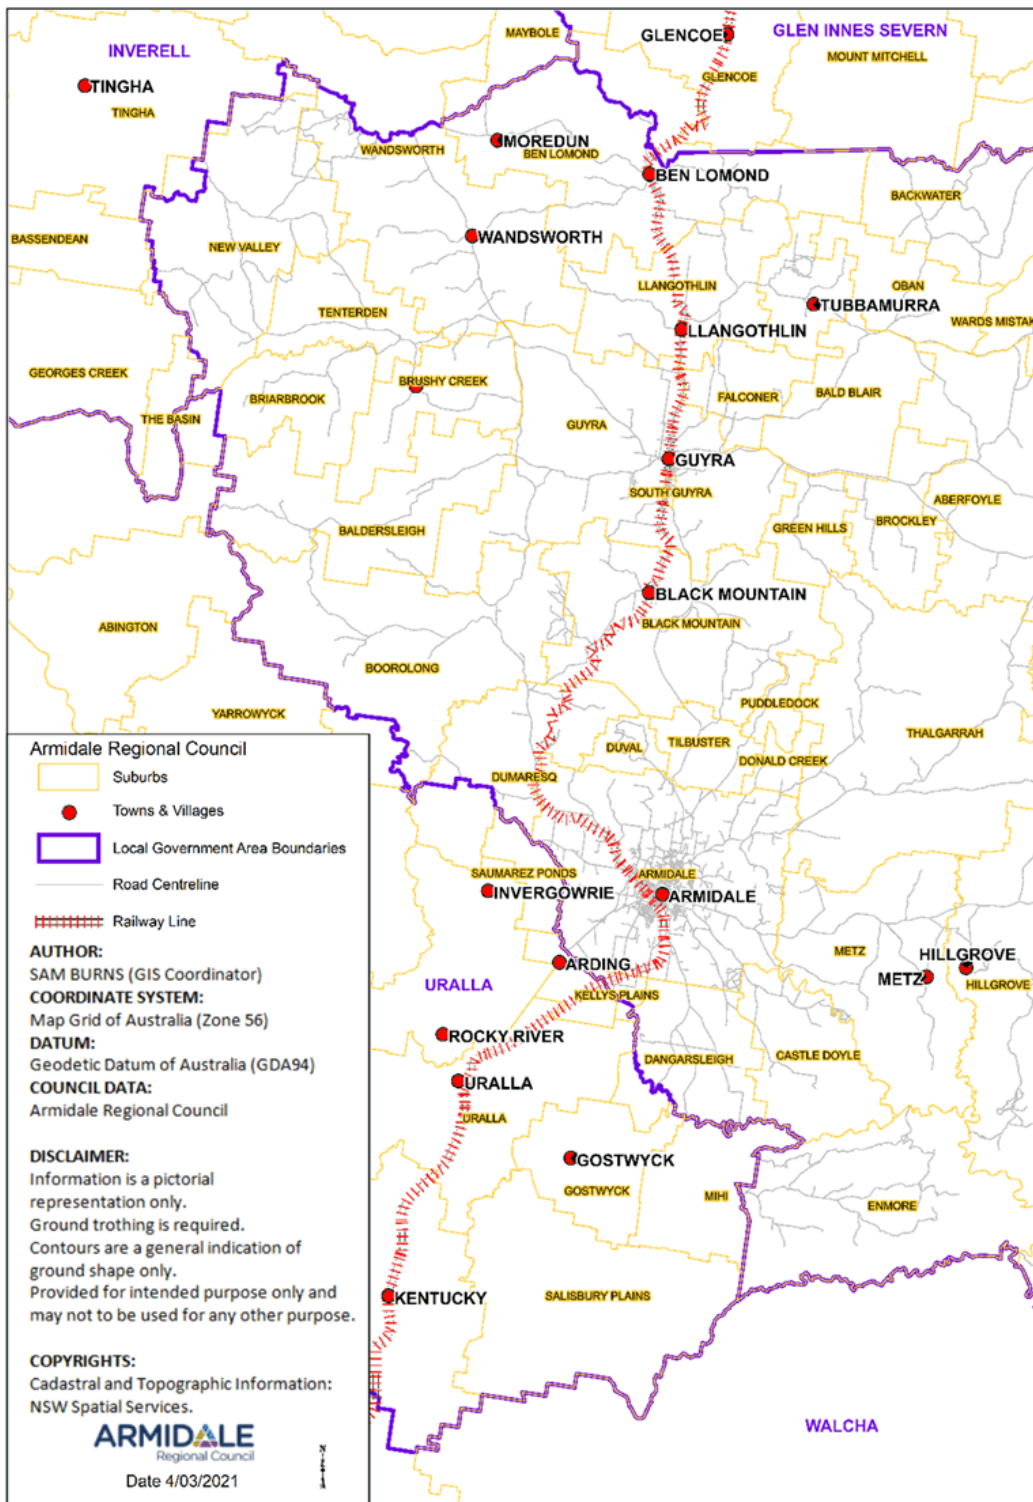 INVERELL
MAYBOLE
GLENCOE
GLEN INNES SEVERN
MOUNT MITCHELL
GLENCOE
TINGHA
TINGHA
WANDSWORTH
MOREDUN
BEN LOMOND
BEN LOMOND
BACKWATER
BASSENDEAN
NEW VALLEY
WANDSWORTH
LLANGOTHLIN
OBAN
TUBBAMURRA
TENTERDEN
WARDS MISTAK
LLANGOTHLIN
GEORGES CREEK
BRUSHY CREEK
BRIARBROOK
FALCONER
BALD BLAIR
THE BASIN
GUYRA
GUYRA
SOUTH GUYRA
ABERFOYLE
BROCKLEY
GREEN HILLS
BALDERSLEIGH
BLACK MOUNTAIN
BLACK MOUNTAIN
ABINGTON
BOOROLONG
YARROWYCK
PUDDLEDOCK
TILBUSTER
DUVAL
THALGARRAH
DONALD CREEK
DUMARESQ
SAUMAREZ PONDS
ARMIDALE
INVERGOWRIE
ARMIDALE
METZ
HILLGROVE
ARDING
METZ
HILLGROVE
URALLA
KELLYS PLAINS
ROCKY RIVER
DANGARSLEIGH
CASTLE DOYLE
URALLA
URALLA
GOSTWYCK
GOSTWYCK
MIHI
ENMORE
KENTUCKY
SALISBURY PLAINS
WALCHA
Armidale Regional Council
Suburbs
Towns & Villages
Local Government Area Boundaries
Road Centreline
Railway Line
AUTHOR:
SAM BURNS (GIS Coordinator)
COORDINATE SYSTEM:
Map Grid of Australia (Zone 56)
DATUM:
Geodetic Datum of Australia (GDA94)
COUNCIL DATA:
Armidale Regional Council
DISCLAIMER:
Information is a pictorial
representation only.
Ground trothing is required.
Contours are a general indication of
ground shape only.
Provided for intended purpose only and
may not to be used for any other purpose.
COPYRIGHTS:
Cadastral and Topographic Information:
NSW Spatial Services.
ARMIDALE
Regional Council
Date 4/03/2021